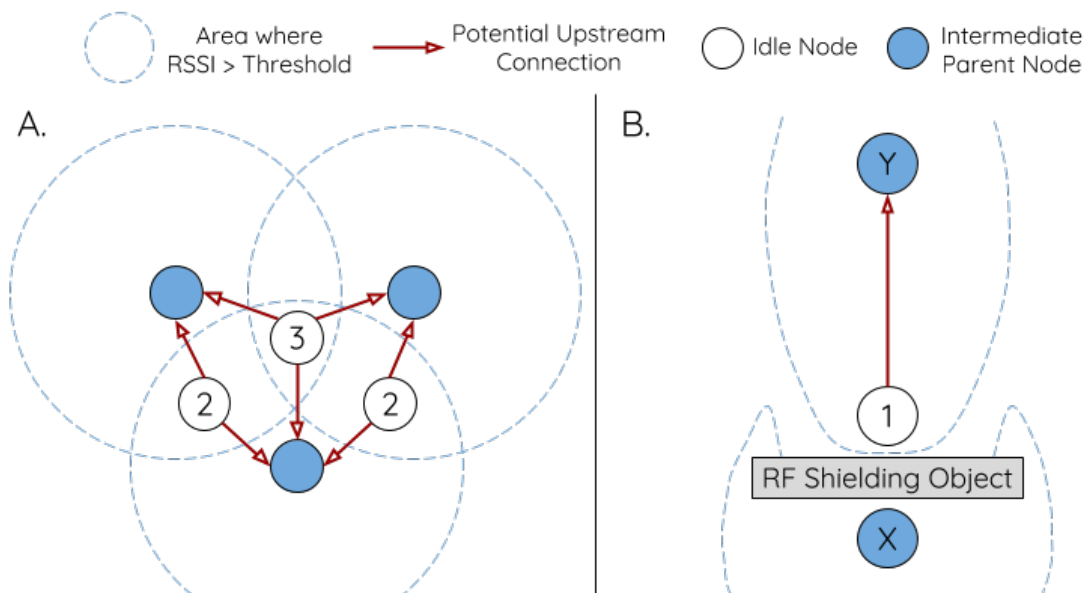 Area where
RSSI > Threshold
Potential Upstream
Connection
Idle Node
Intermediate
Parent Node
A.
3
2
2
B.
Y
1
RF Shielding Object
X